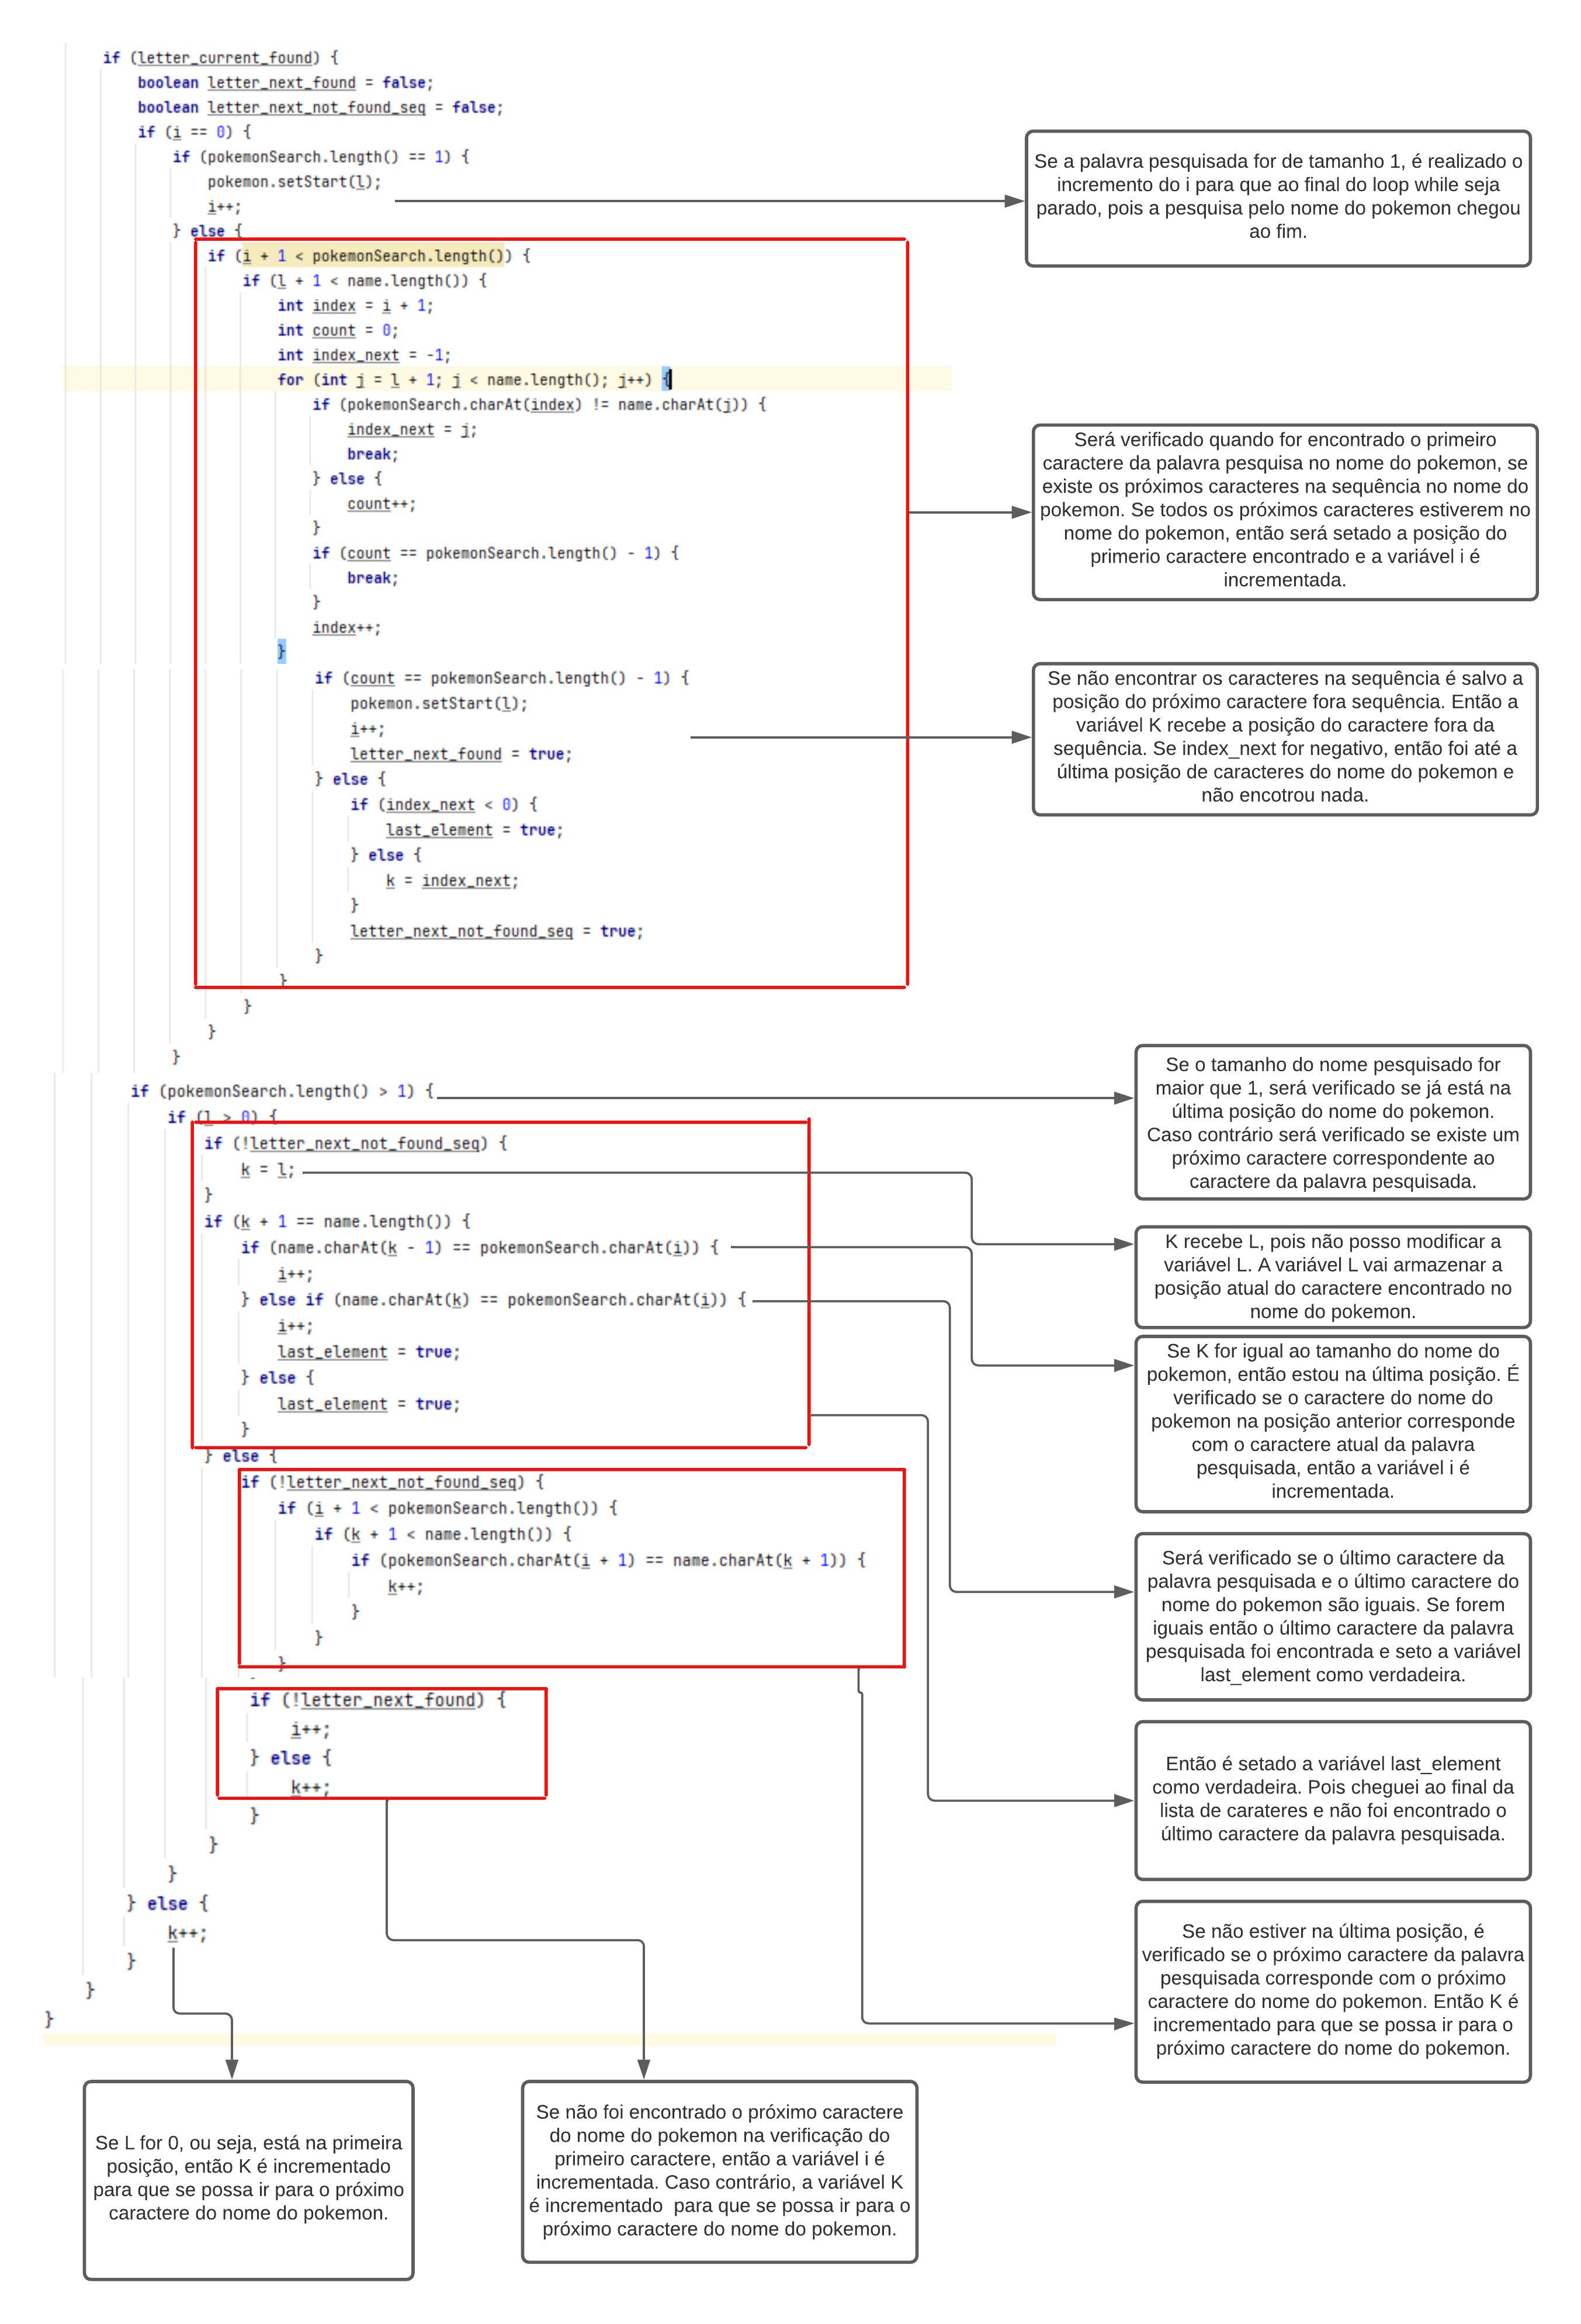 if (letter_current_found) {
boolean letter_next_found = false;
boolean letter_next_not_found_seq = false;
if (i == 0) {
if (pokemonSearch.length() == 1) {
pokemon.setStart(l);
i++;
} else {
if (i + 1 < pokemonSearch.length()) {
if (l + 1 < name.length()) {
int index = i + 1;
int count = 0;
int index_next = -1;
for (int j = l + 1; j < name.length(); j++) {
if (pokemonSearch.charAt(index) != name.charAt(j)) {
index_next = j;
break;
} else {
count++;
}
if (count == pokemonSearch.length() - 1) {
break;
}
index++;
}
if (count == pokemonSearch.length() - 1) {
pokemon.setStart(l);
i++;
letter_next_found = true;
} else {
if (index_next < 0) {
last_element = true;
} else {
k = index_next;
}
letter_next_not_found_seq = true;
}
}
}
}
}
if (pokemonSearch.length() > 1) {
if (l > 0) {
if (!letter_next_not_found_seq) {
k = l;
}
if (k + 1 == name.length()) {
if (name.charAt(k - 1) == pokemonSearch.charAt(i)) {
i++;
} else if (name.charAt(k) == pokemonSearch.charAt(i)) {
i++;
last_element = true;
} else {
last_element = true;
}
} else {
if (!letter_next_not_found_seq) {
if (i + 1 < pokemonSearch.length()) {
if (k + 1 < name.length()) {
if (pokemonSearch.charAt(i + 1) == name.charAt(k + 1)) {
k++;
}
}
}
if (!letter_next_found) {
i++;
} else {
k++;
}
}
}
} else {
k++;
}
}
}
Se a palavra pesquisada for de tamanho 1, é realizado o
incremento do i para que ao final do loop while seja
parado, pois a pesquisa pelo nome do pokemon chegou
ao fim.
Será verificado quando for encontrado o primeiro
caractere da palavra pesquisa no nome do pokemon, se
existe os próximos caracteres na sequência no nome do
pokemon. Se todos os próximos caracteres estiverem no
nome do pokemon, então será setado a posição do
primerio caractere encontrado e a variável i é
incrementada.
Se não encontrar os caracteres na sequência é salvo a
posição do próximo caractere fora sequência. Então a
variável K recebe a posição do caractere fora da
sequência. Se index_next for negativo, então foi até a
última posição de caracteres do nome do pokemon e
não encotrou nada.
Se o tamanho do nome pesquisado for
maior que 1, será verificado se já está na
última posição do nome do pokemon.
Caso contrário será verificado se existe um
próximo caractere correspondente ao
caractere da palavra pesquisada.
K recebe L, pois não posso modificar a
variável L. A variável L vai armazenar a
posição atual do caractere encontrado no
nome do pokemon.
Se K for igual ao tamanho do nome do
pokemon, então estou na última posição. É
verificado se o caractere do nome do
pokemon na posição anterior corresponde
com o caractere atual da palavra
pesquisada, então a variável i é
incrementada.
Será verificado se o último caractere da
palavra pesquisada e o último caractere do
nome do pokemon são iguais. Se forem
iguais então o último caractere da palavra
pesquisada foi encontrada e seto a variável
last_element como verdadeira.
Então é setado a variável last_element
como verdadeira. Pois cheguei ao final da
lista de carateres e não foi encontrado o
último caractere da palavra pesquisada.
Se não estiver na última posição, é
verificado se o próximo caractere da palavra
pesquisada corresponde com o próximo
caractere do nome do pokemon. Então K é
incrementado para que se possa ir para o
próximo caractere do nome do pokemon.
Se L for 0, ou seja, está na primeira
posição, então K é incrementado
para que se possa ir para o próximo
caractere do nome do pokemon.
Se não foi encontrado o próximo caractere
do nome do pokemon na verificação do
primeiro caractere, então a variável i é
incrementada. Caso contrário, a variável K
é incrementado  para que se possa ir para o
próximo caractere do nome do pokemon.